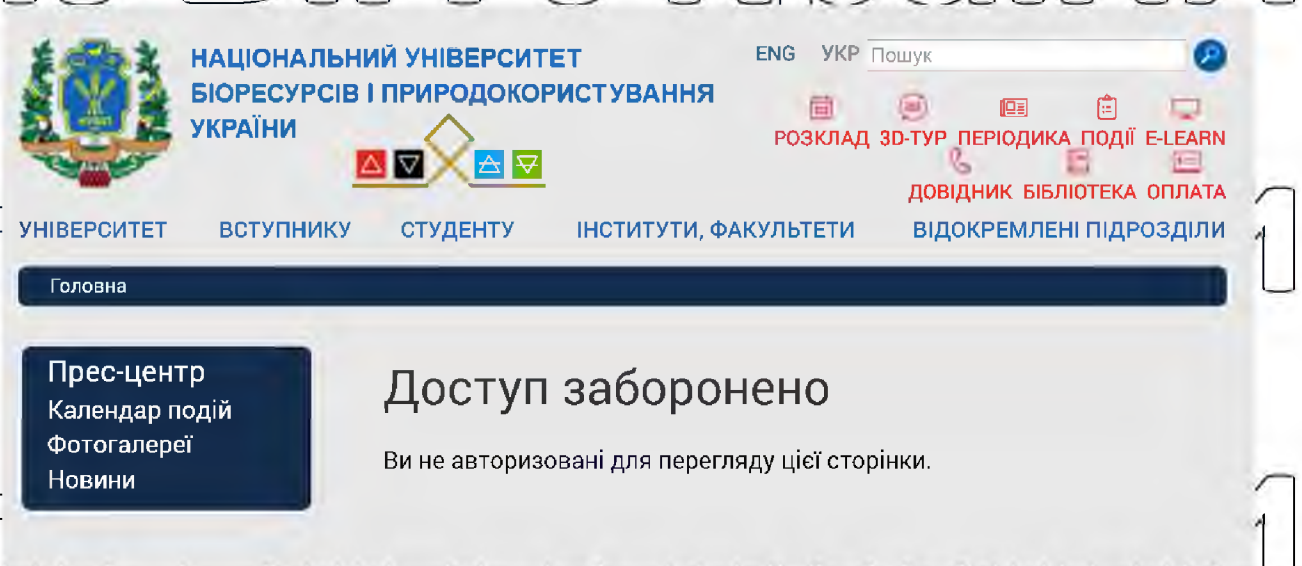 НАЦІОНАЛЬНИЙ УНІВЕРСИТЕТ
БІОРЕСУРСІВ І ПРИРОДОКОРИСТУВАННЯ
УКРАЇНИ
ENG УКР Пошук
РОЗКЛАД 3D-ТУР ПЕРІОДИКА ПОДІЇ E-LEARN
ДОВІДНИК БІБЛІОТЕКА ОПЛАТА
УНІВЕРСИТЕТ ВСТУПНИКУ СТУДЕНТУ ІНСТИТУТИ, ФАКУЛЬТЕТИ ВІДОКРЕМЛЕНІ ПІДРОЗДІЛИ
Головна
Прес-центр
Календар подій
Фотогалереї
Новини
Доступ заборонено
Ви не авторизовані для перегляду цієї сторінки.